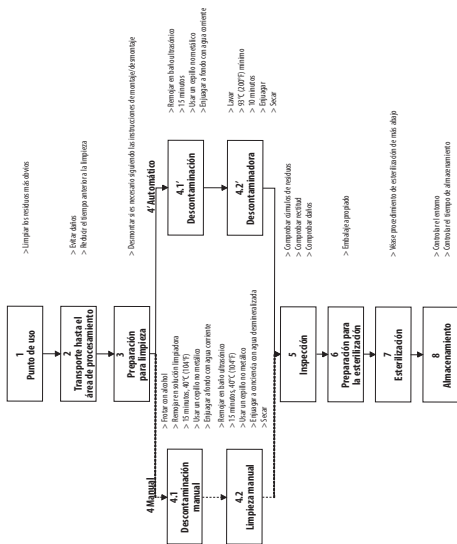 1
Punto de uso
> Limpiar los residuos más obvios
2
Transporte hasta el
área de procesamiento
> Evitar daños
> Reducir el tiempo anterior a la limpieza
3
Preparación
para limpieza
> Desmontar si es necesario siguiendo las instrucciones de montaje/desmontaje
4 Manual
4.1
Descontaminación
manual
> Frotar con alcohol
> Remojar en solución limpiadora
> 15 minutos, 40°C (104°F)
> Usar un cepillo no metálico
> Enjuagar a fondo con agua corriente
4.2
Limpieza manual
> Remojar en baño ultrasónico
> 15 minutos, 40°C (104°F)
> Usar un cepillo no metálico
> Enjuagar a conciencia con agua desmineralizada
> Secar
4' Automático
4.1'
Descontaminación
> Remojar en baño ultrasónico
> 15 minutos
> Usar un cepillo no metálico
> Enjuagar a fondo con agua corriente
4.2'
Descontaminadora
> Lavar
> 93°C (200°F) mínimo
> 10 minutos
> Enjuagar
> Secar
5
Inspección
> Comprobar cúmulos de residuos
> Comprobar rectitud
> Comprobar daños
6
Preparación para
la esterilización
> Embalaje apropiado
7
Esterilización
> Véase procedimiento de esterilización de más abajo
8
Almacenamiento
> Controlar el entorno
> Controlar el tiempo de almacenamiento